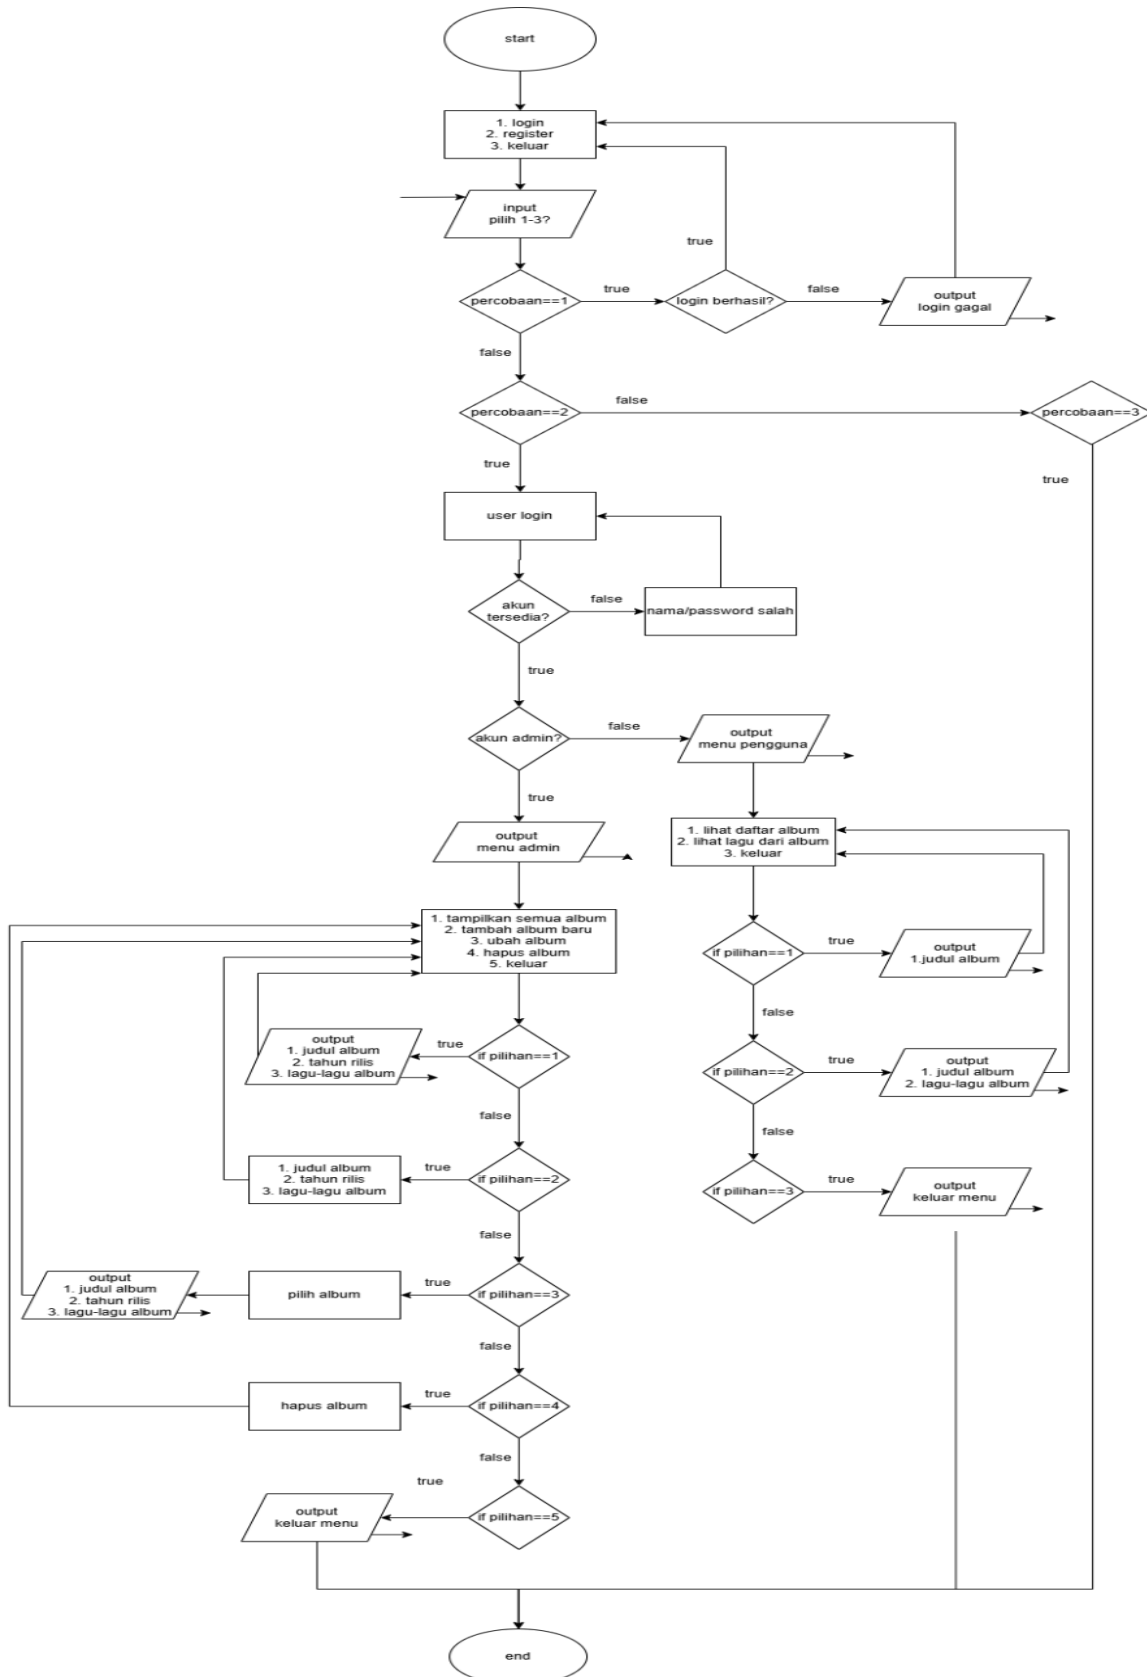 start
1. login
2. register
3. keluar
input
pilih 1-3?
true
percobaan==1
true
login berhasil?
false
output
login gagal
false
percobaan==2
false
percobaan==3
true
true
user login
akun
tersedia?
false
nama/password salah
true
akun admin?
false
output
menu pengguna
true
output
menu admin
1. lihat daftar album
2. lihat lagu dari album
3. keluar
1. tampilkan semua album
2. tambah album baru
3. ubah album
4. hapus album
5. keluar
if pilihan==1
true
output
1.judul album
false
output
1. judul album
2. tahun rilis
3. lagu-lagu album
true
if pilihan==1
if pilihan==2
true
output
1. judul album
2. lagu-lagu album
false
false
1. judul album
2. tahun rilis
3. lagu-lagu album
true
if pilihan==2
if pilihan==3
true
output
keluar menu
false
output
1. judul album
2. tahun rilis
3. lagu-lagu album
pilih album
true
if pilihan==3
false
hapus album
true
if pilihan==4
false
true
output
keluar menu
if pilihan==5
end